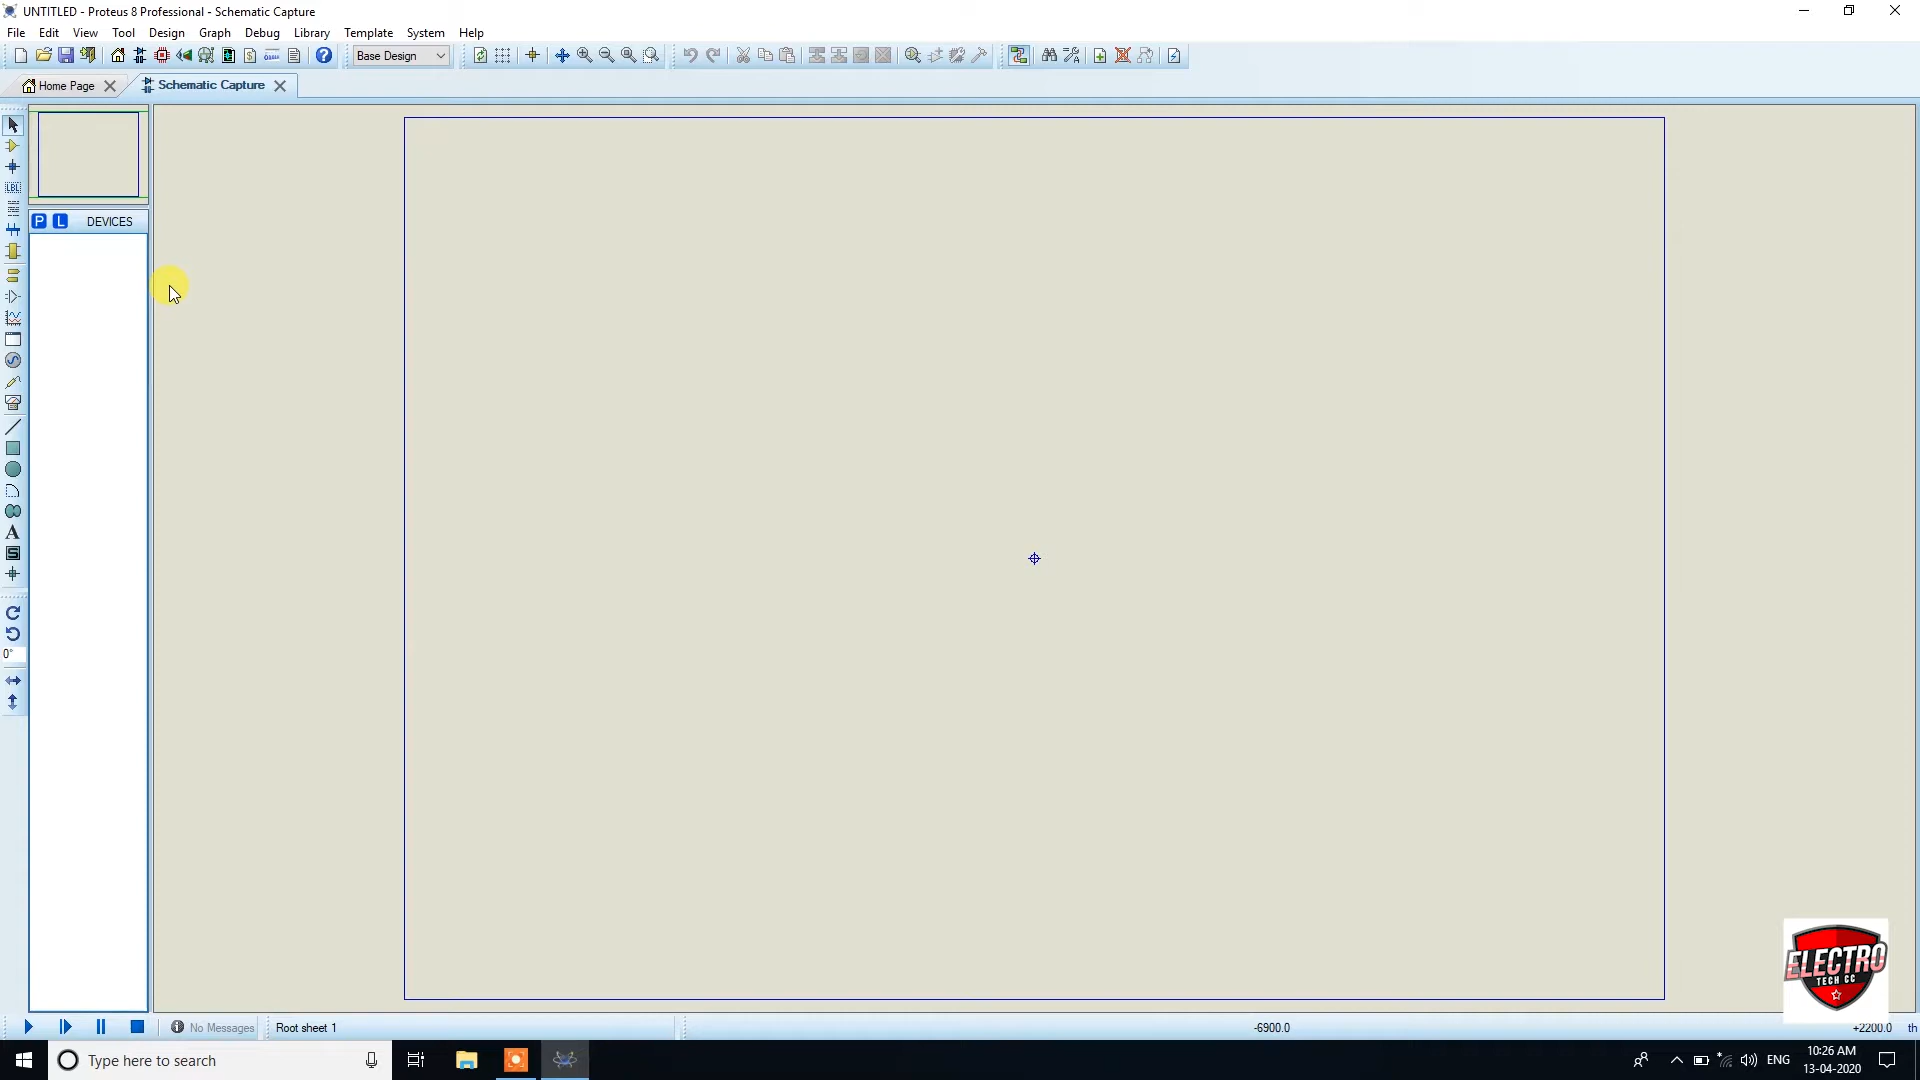 UNTITLED - Proteus 8 Professional - Schematic Capture
File Edit View Tool Design Graph Debug Library Template System Help
Base Design
Home Page
Schematic Capture
P L DEVICES
LBL
A
S
0°
No Messages
Root sheet 1
-6900.0
+2200.0 th
ELECTRO
TECH CC
Type here to search
ENG
10:26 AM
13-04-2020